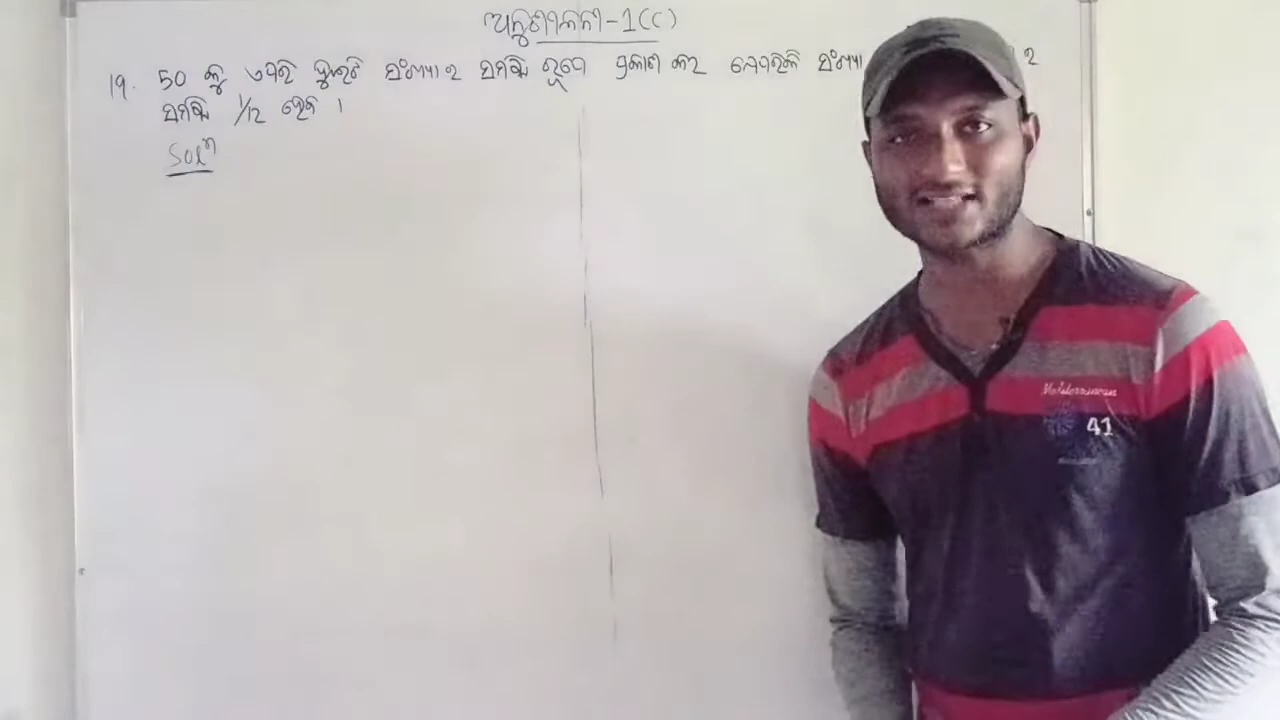 ଅନୁଶୀଳନୀ-1(c)
19. 50 କୁ ଏପରି ଦୁଇଟି ସଂଖ୍ୟାର ସମଷ୍ଟି ରୂପେ ପ୍ରକାଶ କର ଯେପରିକି ସଂଖ୍ୟା ର
ସମଷ୍ଟି 1/12 ହେବ ।
Solⁿ
41